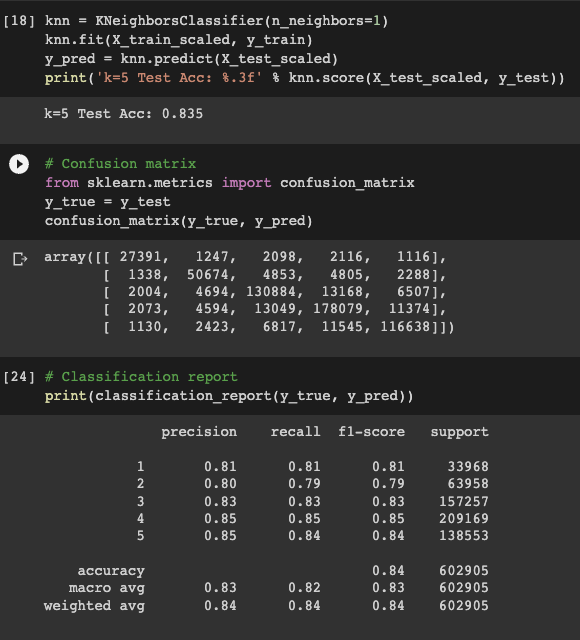 [18] knn = KNeighborsClassifier(n_neighbors=1)
knn.fit(X_train_scaled, y_train)
y_pred = knn.predict(X_test_scaled)
print('k=5 Test Acc: %.3f' % knn.score(X_test_scaled, y_test))
k=5 Test Acc: 0.835
# Confusion matrix
from sklearn.metrics import confusion_matrix
y_true = y_test
confusion_matrix(y_true, y_pred)
array([[ 27391, 1247, 2098, 2116, 1116],
[ 1338, 50674, 4853, 4805, 2288],
[ 2004, 4694, 130884, 13168, 6507],
[ 2073, 4594, 13049, 178079, 11374],
[ 1130, 2423, 6817, 11545, 116638]])
[24] # Classification report
print(classification_report(y_true, y_pred))
precision recall f1-score support
1 0.81 0.81 0.81 33968
2 0.80 0.79 0.79 63958
3 0.83 0.83 0.83 157257
4 0.85 0.85 0.85 209169
5 0.85 0.84 0.84 138553
accuracy 0.84 602905
macro avg 0.83 0.82 0.83 602905
weighted avg 0.84 0.84 0.84 602905